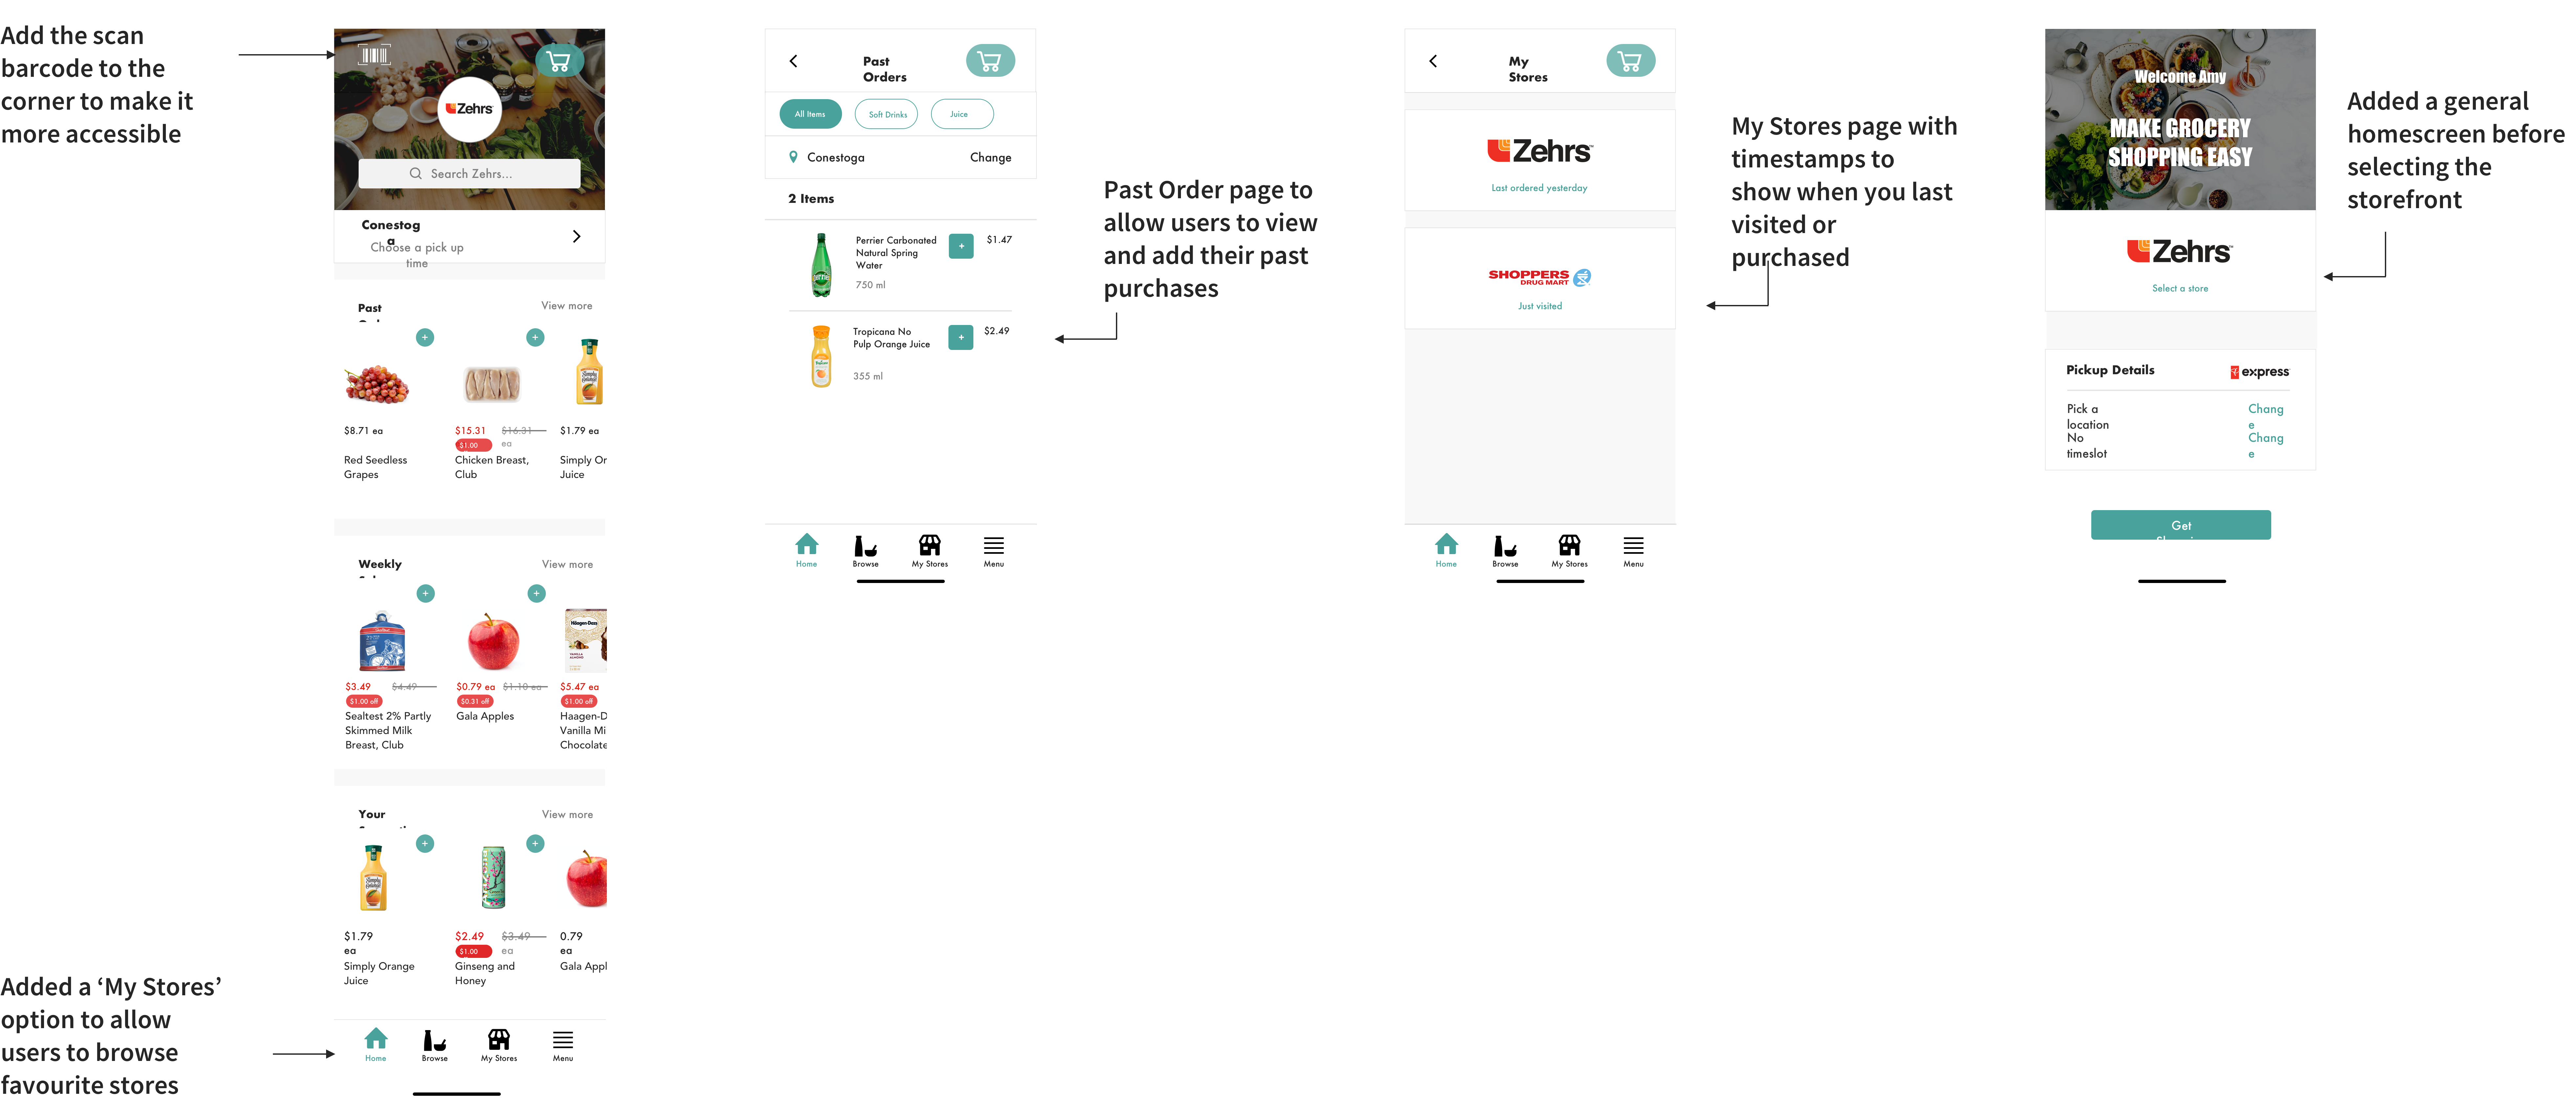 Add the scan
barcode to the
corner to make it
more accessible
Zehrs
Search Zehrs...
Conestog
a
Choose a pick up
time
Past
View more
$8.71 ea
$15.31
$16.31
ea
$1.00
$1.79 ea
Red Seedless
Grapes
Chicken Breast,
Club
Simply Or
Juice
Weekly
View more
Häagen-Dazs
$3.49
$4.49
$1.00 off
$0.79 ea
$1.10 ea
$0.31 off
$5.47 ea
$1.00 off
Sealtest 2% Partly
Skimmed Milk
Breast, Club
Gala Apples
Haagen-D
Vanilla Mi
Chocolate
Your
View more
$1.79
ea
$2.49
$3.49
ea
$1.00
0.79
ea
Simply Orange
Juice
Ginseng and
Honey
Gala Appl
Home
Browse
My Stores
Menu
Added a ‘My Stores’
option to allow
users to browse
favourite stores
Past
Orders
All Items
Soft Drinks
Juice
Conestoga
Change
2 Items
Perrier Carbonated
Natural Spring
Water
750 ml
+
$1.47
Tropicana No
Pulp Orange Juice
355 ml
+
$2.49
Home
Browse
My Stores
Menu
Past Order page to
allow users to view
and add their past
purchases
My
Stores
Zehrs
Last ordered yesterday
SHOPPERS
DRUG MART
Just visited
Home
Browse
My Stores
Menu
My Stores page with
timestamps to
show when you last
visited or
purchased
Welcome Amy
MAKE GROCERY
SHOPPING EASY
Zehrs
Select a store
Pickup Details
express
Pick a
location
Chang
e
No
timeslot
Chang
e
Get
Added a general
homescreen before
selecting the
storefront